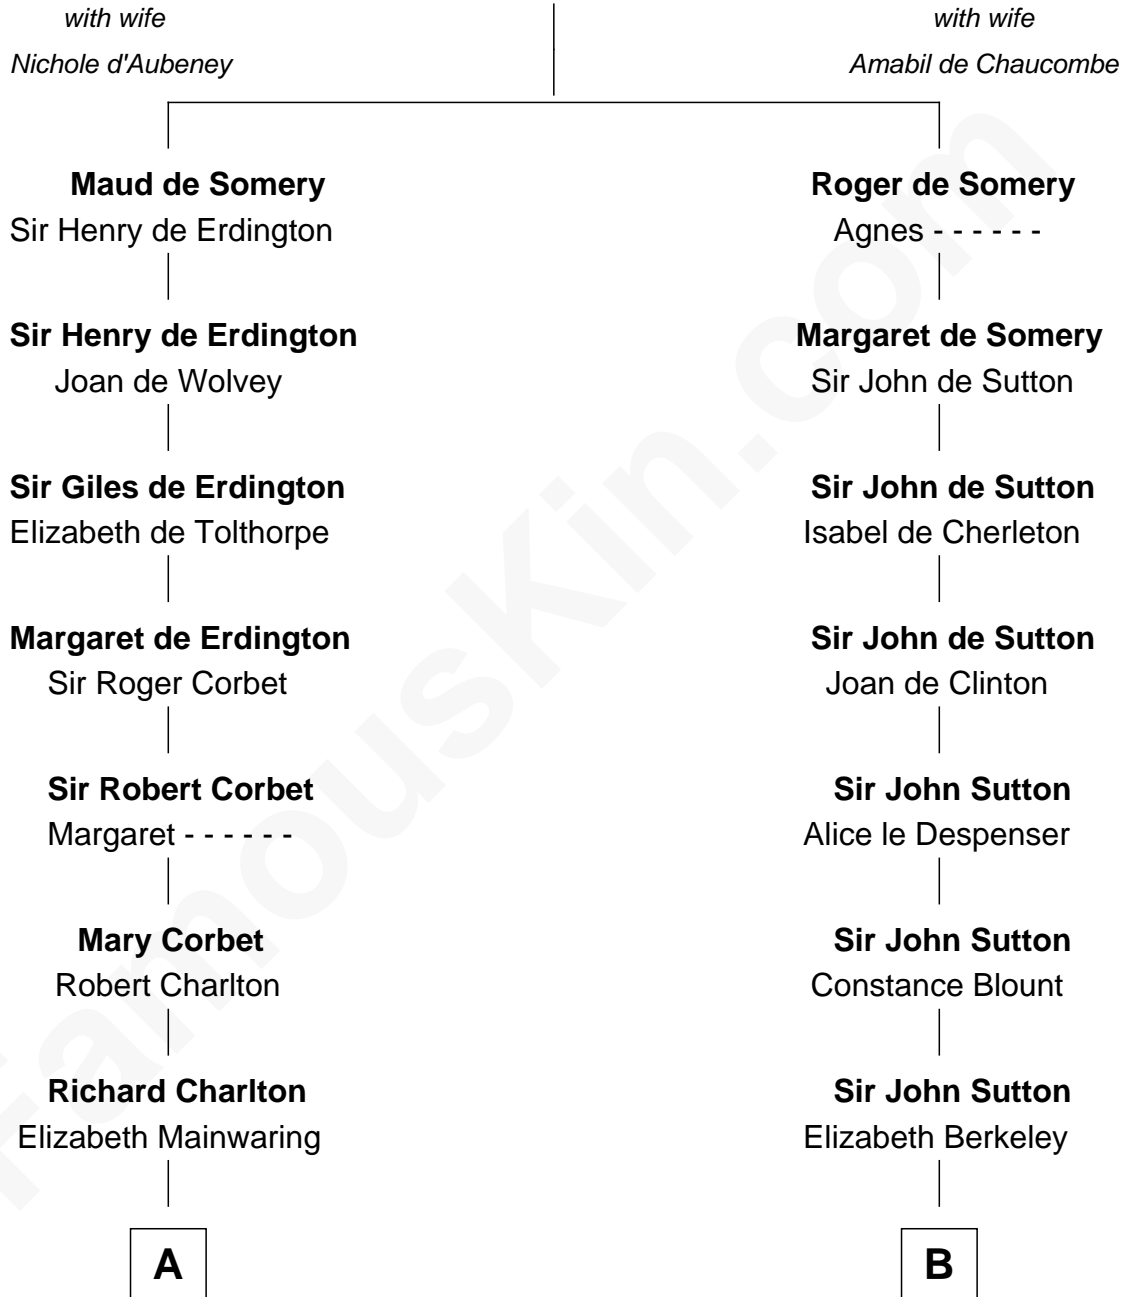 with wife
Nichole d'Aubeney
with wife
Amabil de Chaucombe
Maud de Somery
Sir Henry de Erdington
Roger de Somery
Agnes - - - - - -
Sir Henry de Erdington
Joan de Wolvey
Margaret de Somery
Sir John de Sutton
Sir Giles de Erdington
Elizabeth de Tolthorpe
Sir John de Sutton
Isabel de Cherleton
Margaret de Erdington
Sir Roger Corbet
Sir John de Sutton
Joan de Clinton
Sir Robert Corbet
Margaret - - - - - -
Sir John Sutton
Alice le Despenser
Mary Corbet
Robert Charlton
Sir John Sutton
Constance Blount
Richard Charlton
Elizabeth Mainwaring
Sir John Sutton
Elizabeth Berkeley
A
B
FamousKin.com